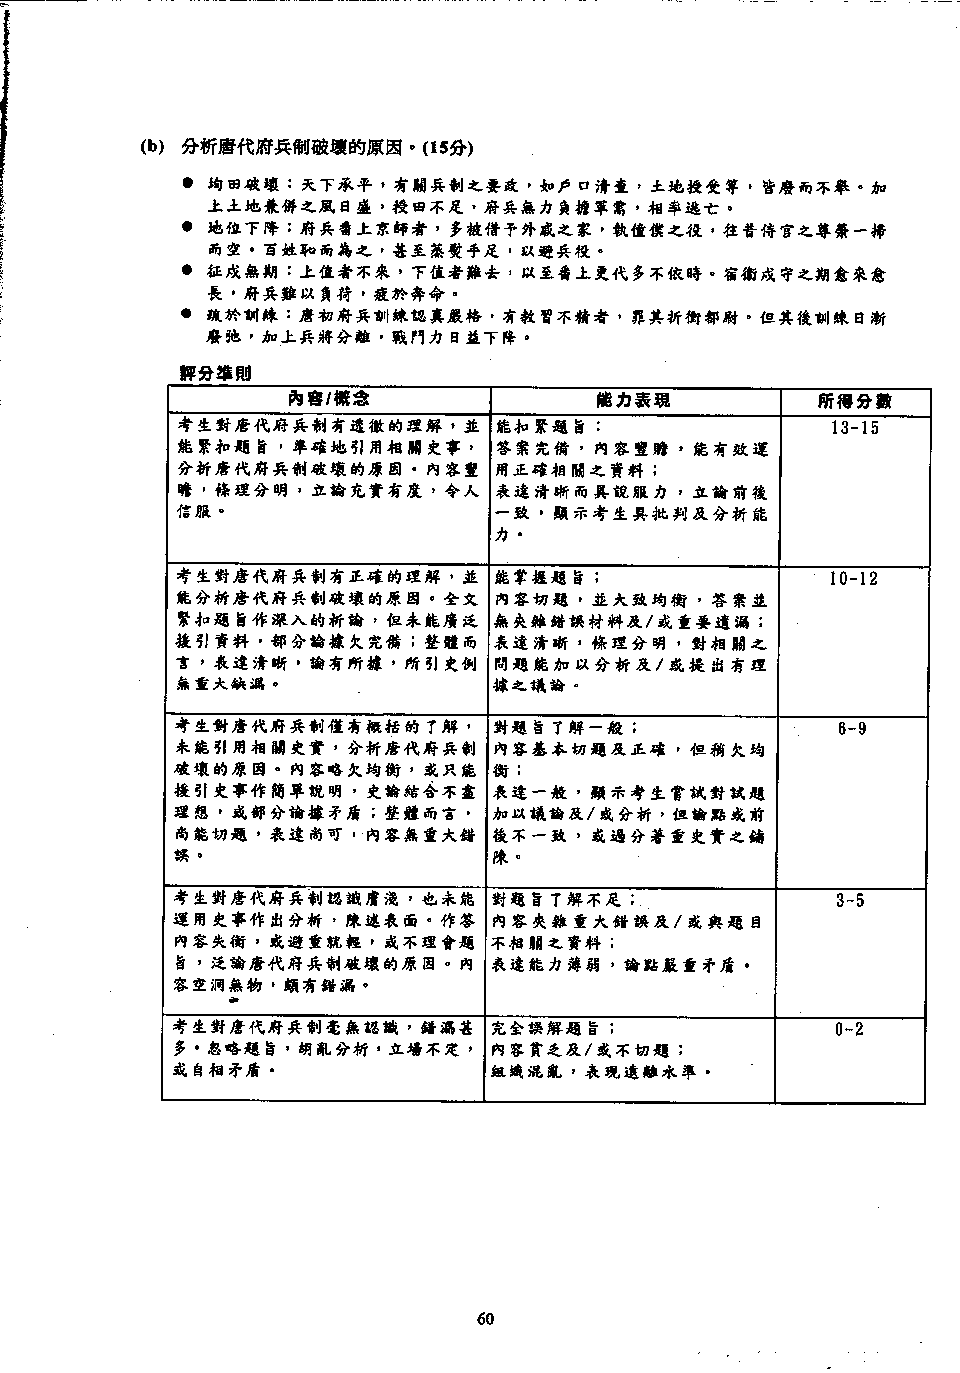 (b) 分析唐代府兵制破壞的原因。(15分)
● 均田破壞：天下承平，有關兵制之要政，如戶口清查，土地授受等，皆廢而不舉。加
上土地兼併之風日盛，授田不足，府兵無力負擔軍需，相率逃亡。
● 地位下降：府兵番上京師者，多被借予外戚之家，執僮僕之役，往昔侍官之尊榮一掃
而空。百姓恥而為之，甚至蒸熨手足，以避兵役。
● 征戍無期：上值者不來，下值者難去，以至番上更代多不依時。宿衛戍守之期愈來愈
長，府兵難以負荷，疲於奔命。
● 疏於訓練：唐初府兵訓練認真嚴格，有教習不精者，罪其折衝都尉。但其後訓練日漸
廢弛，加上兵將分離，戰鬥力日益下降。
評分準則
內容/概念 能力表現 所得分數
考生對唐代府兵制有透徹的理解，並
能緊扣題旨，準確地引用相關史事，
分析唐代府兵制破壞的原因。內容豐
贍，條理分明，立論充實有度，令人
信服。
能扣緊題旨；
答案完備，內容豐贍，能有效運
用正確相關之資料；
表達清晰而具說服力，立論前後
一致，顯示考生具批判及分析能
力。
13-15
考生對唐代府兵制有正確的理解，並
能分析唐代府兵制破壞的原因。全文
緊扣題旨作深入的析論，但未能廣泛
援引資料，部分論據欠完備；整體而
言，表達清晰，論有所據，所引史例
無重大缺漏。
能掌握題旨；
內容切題，並大致均衡，答案並
無夾雜錯誤材料及/或重要遺漏；
表達清晰，條理分明，對相關之
問題能加以分析及/或提出有理
據之議論。
10-12
考生對唐代府兵制僅有概括的了解，
未能引用相關史實，分析唐代府兵制
破壞的原因。內容略欠均衡，或只能
援引史事作簡單說明，史論結合不盡
理想，或部分論據矛盾；整體而言，
尚能切題，表達尚可，內容無重大錯
誤。
對題旨了解一般；
內容基本切題及正確，但稍欠均
衡；
表達一般，顯示考生嘗試對試題
加以議論及/或分析，但論點或前
後不一致，或過分著重史實之鋪
陳。
6-9
考生對唐代府兵制認識膚淺，也未能
運用史事作出分析，陳述表面。作答
內容失衡，或避重就輕，或不理會題
旨，泛論唐代府兵制破壞的原因。內
容空洞無物，頗有錯漏。
對題旨了解不足；
內容夾雜重大錯誤及/或與題目
不相關之資料；
表達能力薄弱，論點嚴重矛盾。
3-5
考生對唐代府兵制毫無認識，錯漏甚
多。忽略題旨，胡亂分析，立場不定，
或自相矛盾。
完全誤解題旨；
內容貧乏及/或不切題；
組織混亂，表現遠離水準。
0-2
60